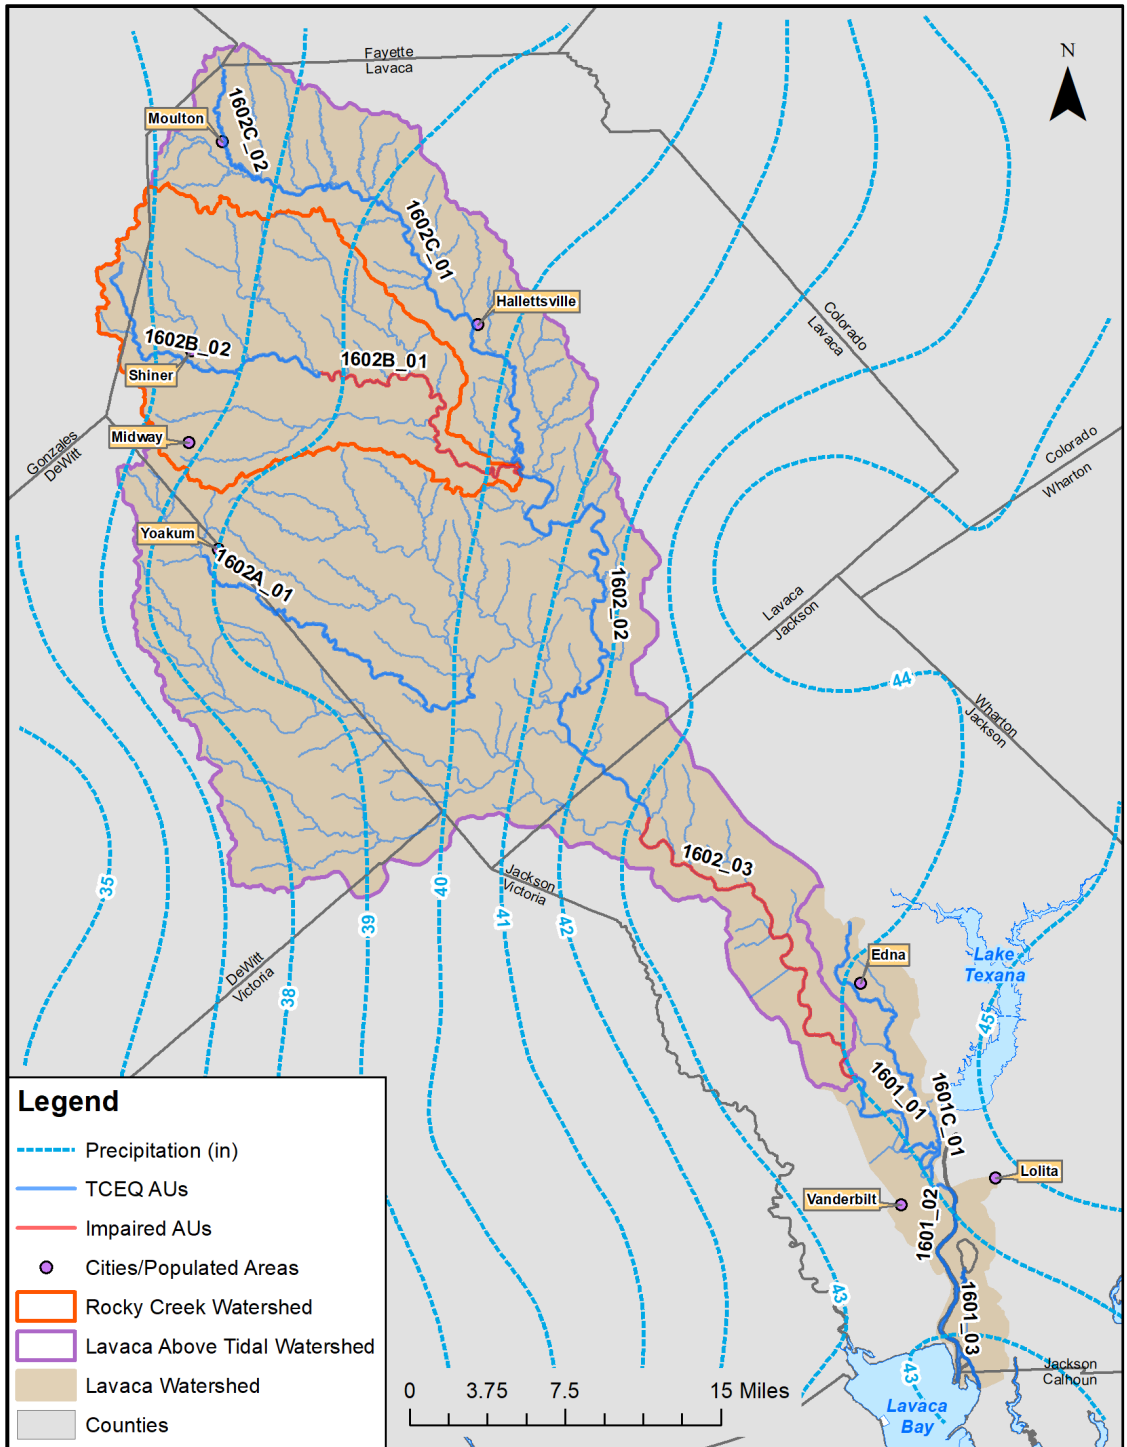 Fayette
Lavaca
N
Moulton
1602C_02
1602C_01
Hallettsville
Colorado
Lavaca
1602B_02
1602B_01
Shiner
Midway
Gonzales
DeWitt
Colorado
Wharton
Yoakum
1602A_01
1602_02
Lavaca
Jackson
44
Wharton
Jackson
1602_03
35
40
39
41
42
Jackson
Victoria
DeWitt
Victoria
38
Edna
Lake
Texana
45
1601_01
1601C_01
Lolita
Vanderbilt
1601_02
43
1601_03
43
Jackson
Calhoun
Lavaca
Bay
Legend
Precipitation (in)
TCEQ AUs
Impaired AUs
Cities/Populated Areas
Rocky Creek Watershed
Lavaca Above Tidal Watershed
Lavaca Watershed
Counties
0 3.75 7.5 15 Miles